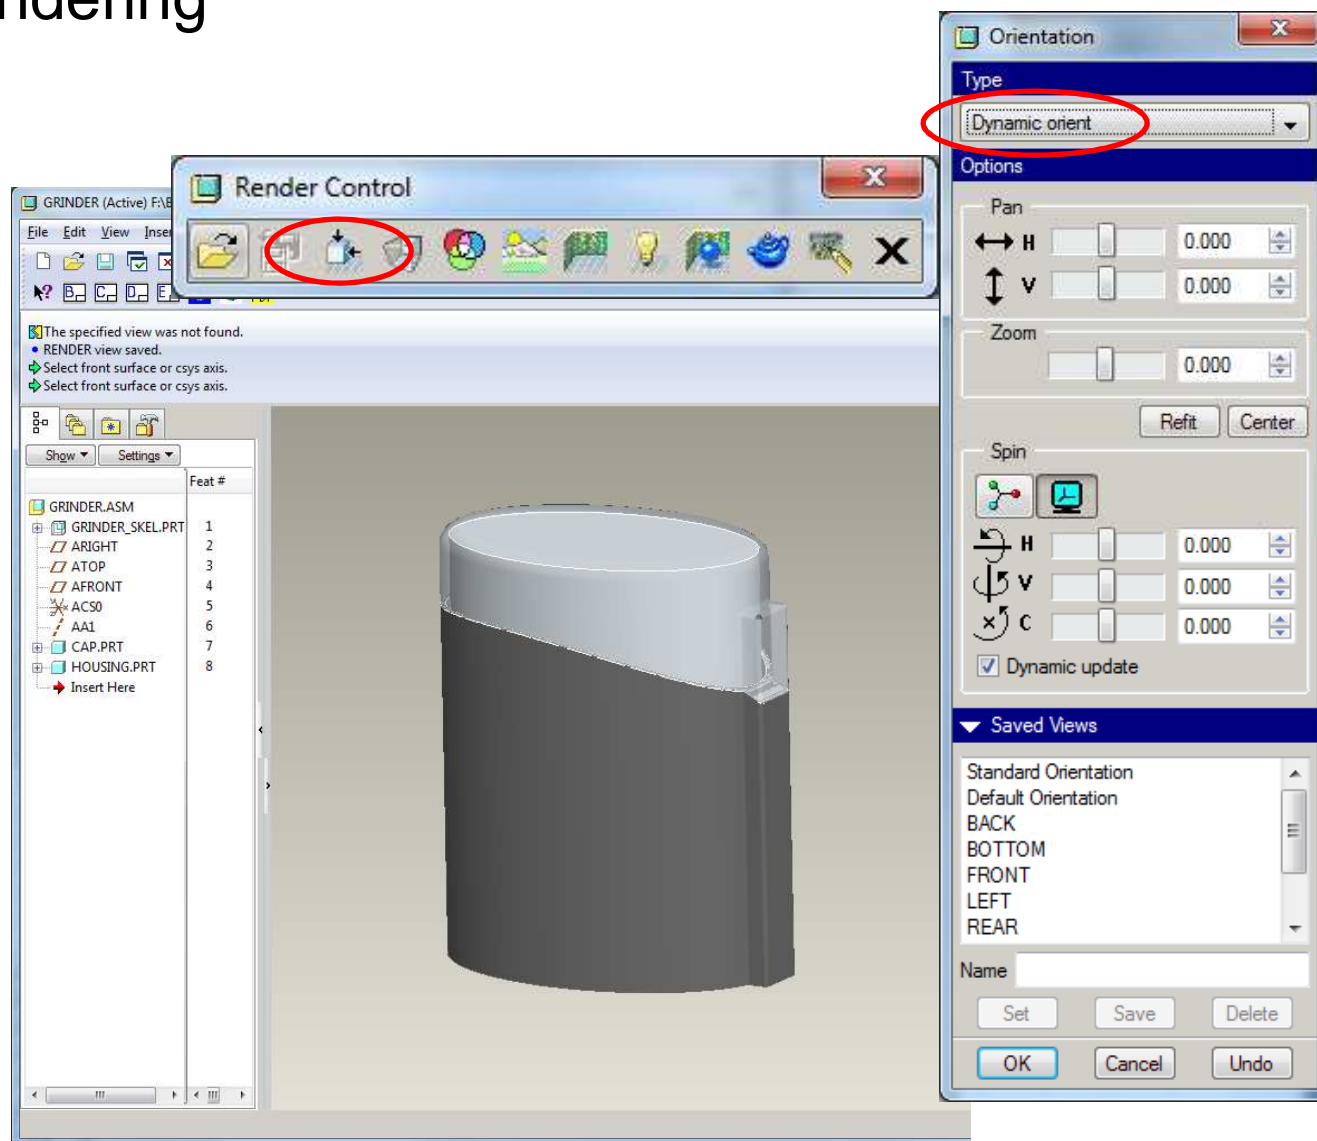 ndering
Orientation
Type
Dynamic orient
Options
Pan
H 0.000
V 0.000
Zoom
0.000
Refit Center
Spin
H 0.000
V 0.000
C 0.000
Dynamic update
Saved Views
Standard Orientation
Default Orientation
BACK
BOTTOM
FRONT
LEFT
REAR
Name
Set Save Delete
OK Cancel Undo
Render Control
GRINDER (Active) F:\E
File Edit View Inser
The specified view was not found.
RENDER view saved.
Select front surface or csys axis.
Select front surface or csys axis.
Show Settings
Feat #
GRINDER.ASM
GRINDER_SKEL.PRT 1
ARIGHT 2
ATOP 3
AFRONT 4
ACS0 5
AA1 6
CAP.PRT 7
HOUSING.PRT 8
Insert Here